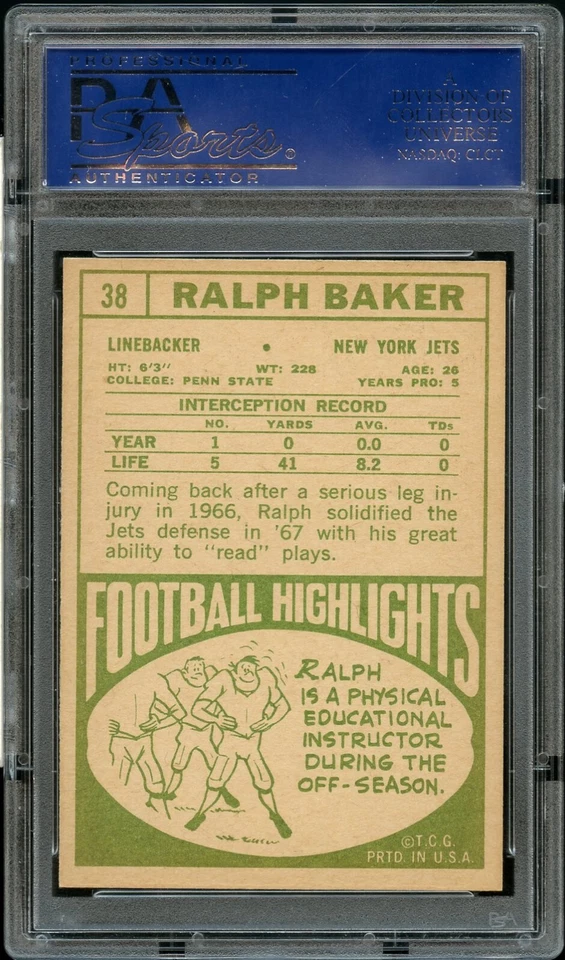 PROFESSIONAL
PSA
Sports
AUTHENTICATOR
A
DIVISION OF
COLLECTORS
UNIVERSE
NASDAQ: CLCT
38 RALPH BAKER
LINEBACKER • NEW YORK JETS
HT: 6'3" WT: 228 AGE: 26
COLLEGE: PENN STATE YEARS PRO: 5
INTERCEPTION RECORD
NO. YARDS AVG. TDs
YEAR 1 0 0.0 0
LIFE 5 41 8.2 0
Coming back after a serious leg in-
jury in 1966, Ralph solidified the
Jets defense in '67 with his great
ability to "read" plays.
FOOTBALL HIGHLIGHTS
RALPH
IS A PHYSICAL
EDUCATIONAL
INSTRUCTOR
DURING THE
OFF-SEASON.
©T.C.G.
PRTD. IN U.S.A.
PSA